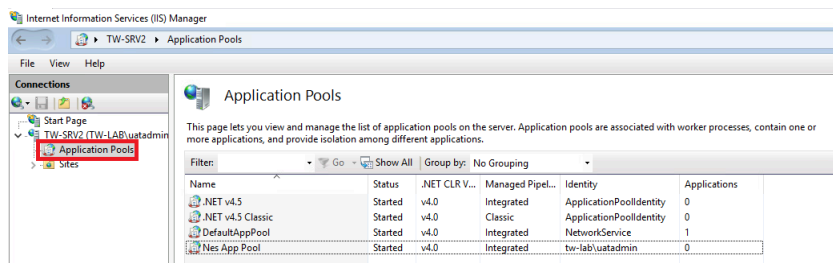 Internet Information Services (IIS) Manager
TW-SRV2 Application Pools
File View Help
Connections
Start Page
TW-SRV2 (TW-LAB\uatadmin
Application Pools
Sites
Application Pools
This page lets you view and manage the list of application pools on the server. Application pools are associated with worker processes, contain one or
more applications, and provide isolation among different applications.
Filter: Go Show All Group by: No Grouping
Name Status .NET CLR V... Managed Pipel... Identity Applications
.NET v4.5 Started v4.0 Integrated ApplicationPoolIdentity 0
.NET v4.5 Classic Started v4.0 Classic ApplicationPoolIdentity 0
DefaultAppPool Started v4.0 Integrated NetworkService 1
Nes App Pool Started v4.0 Integrated tw-lab\uatadmin 0